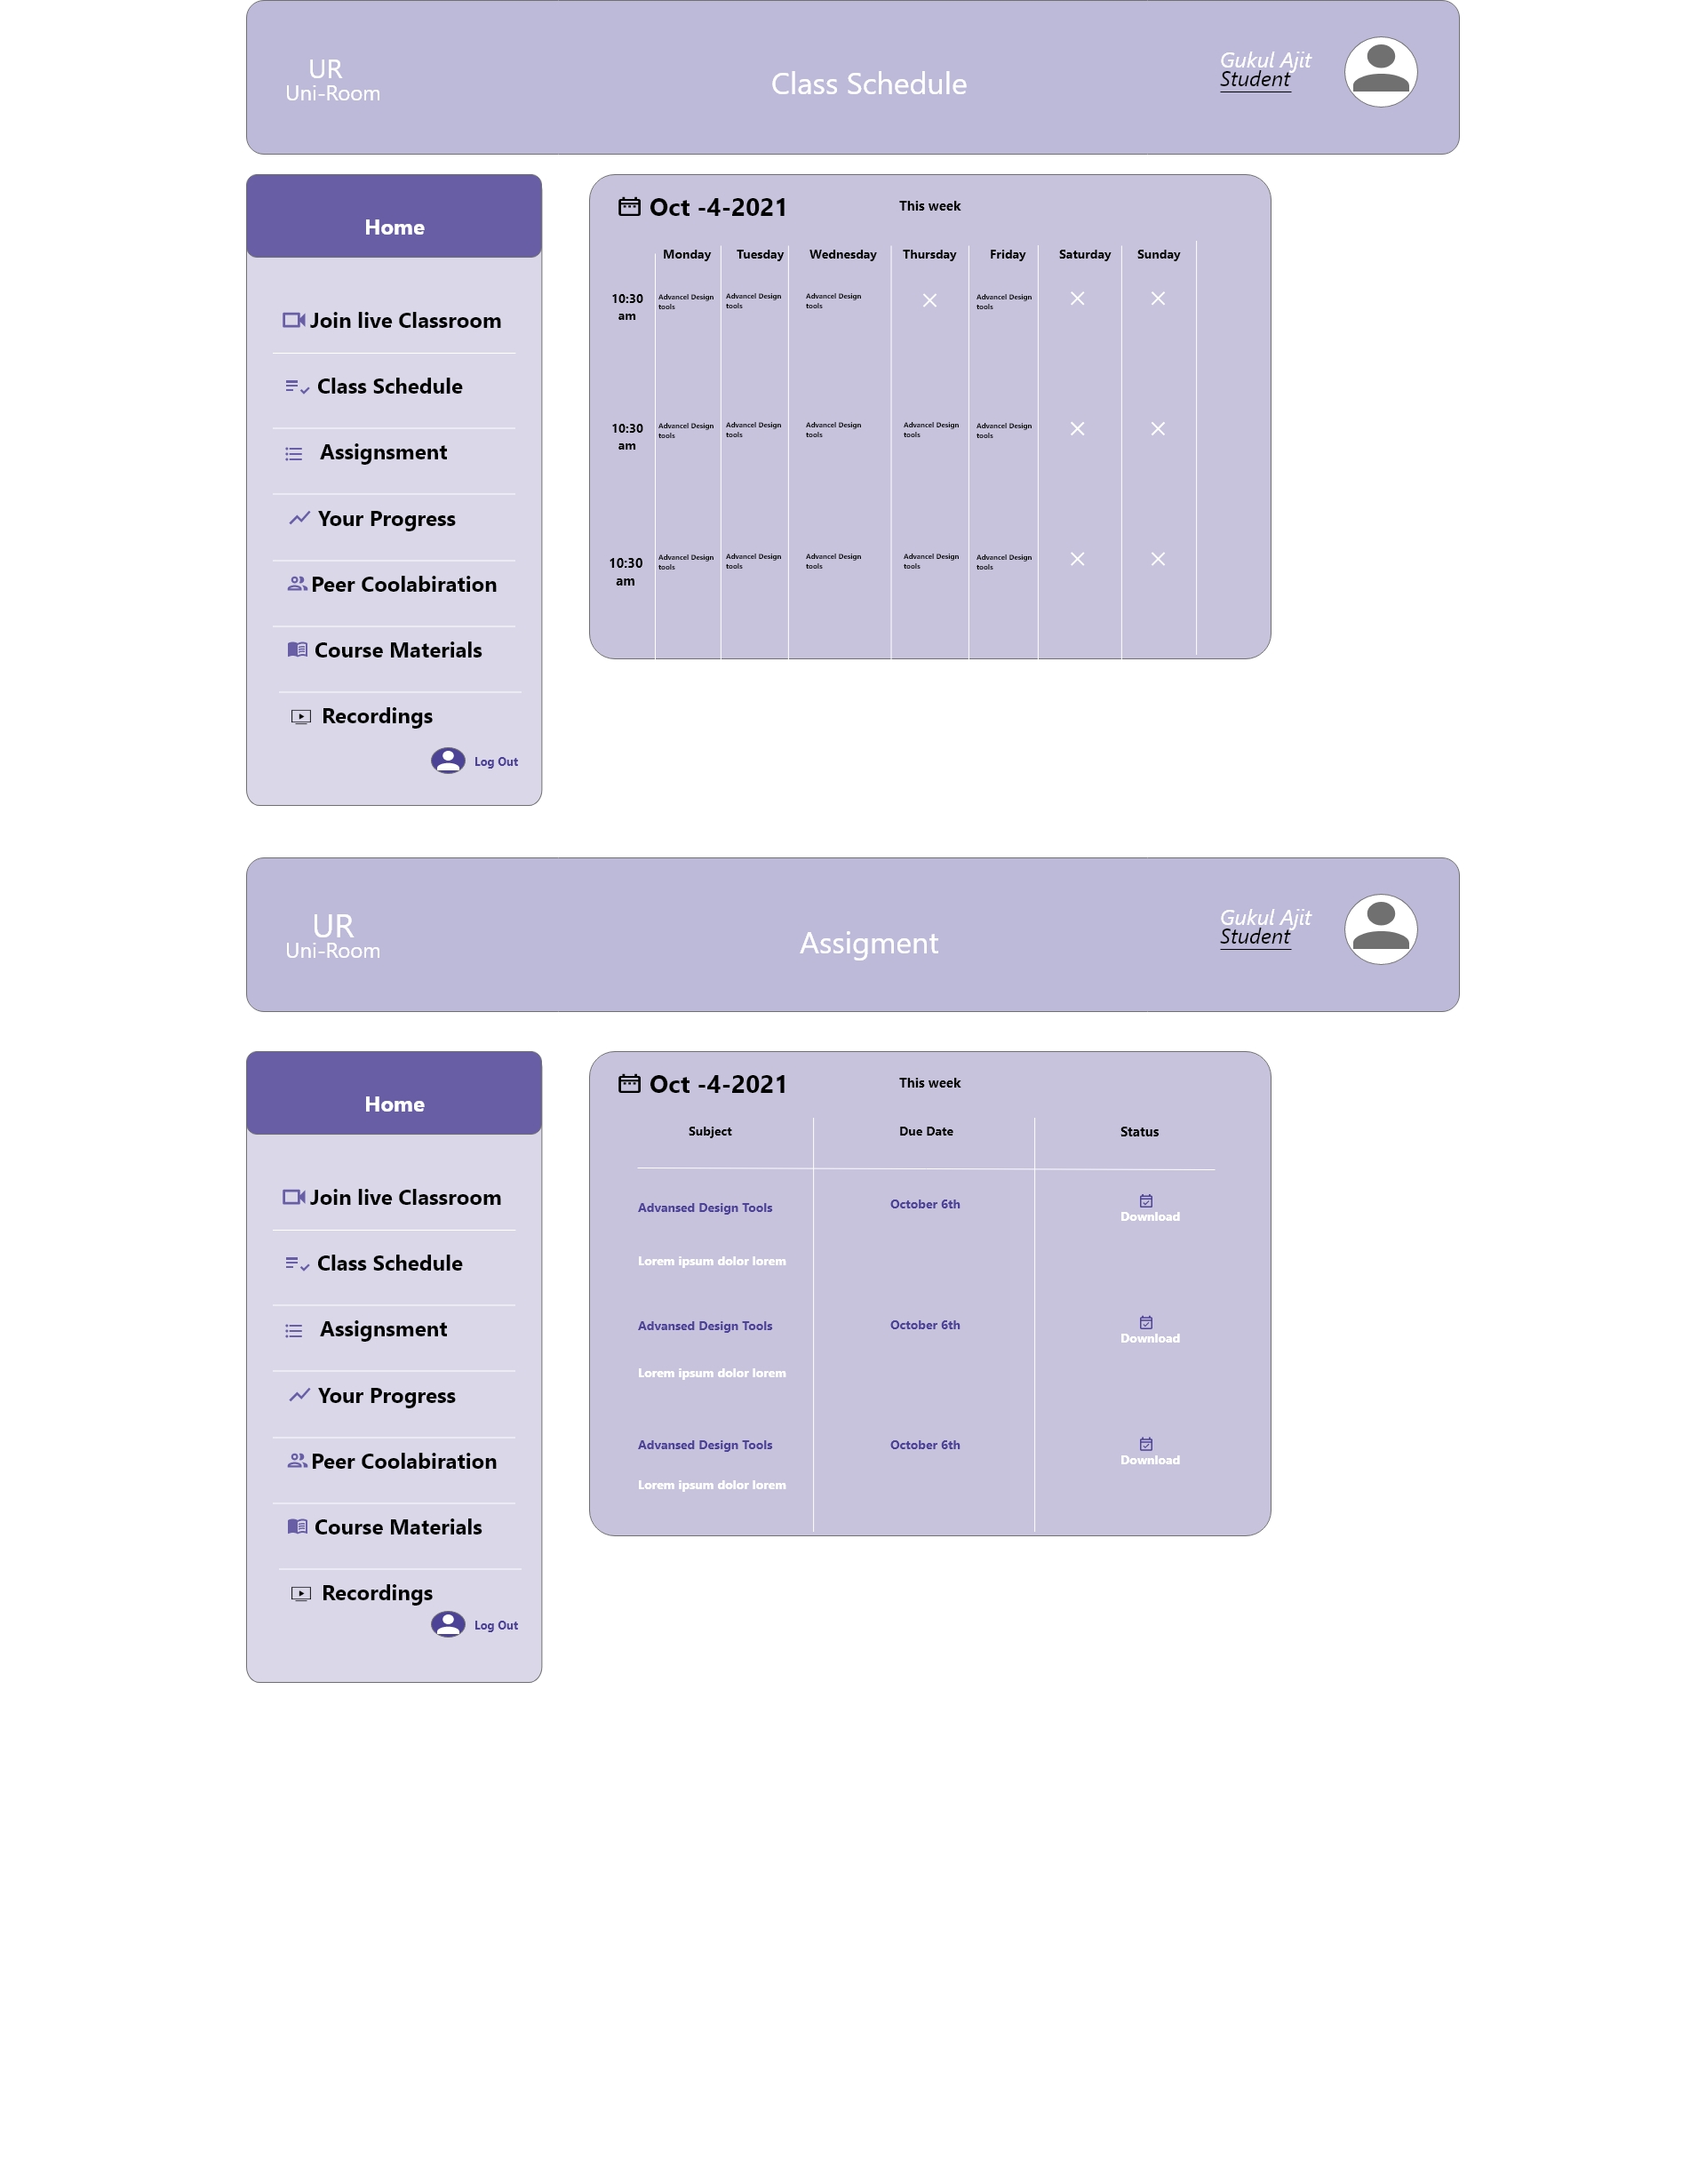 UR
Uni-Room
Class Schedule
Gukul Ajit
Student
Home
Join live Classroom
Class Schedule
Assignsment
Your Progress
Peer Coolabiration
Course Materials
Recordings
Log Out
Oct -4-2021
This week
Monday Tuesday Wednesday Thursday Friday Saturday Sunday
10:30 Advancel Design Advancel Design Advancel Design Advancel Design
am tools tools tools tools
10:30 Advancel Design Advancel Design Advancel Design Advancel Design Advancel Design
am tools tools tools tools tools
10:30 Advancel Design Advancel Design Advancel Design Advancel Design Advancel Design
am tools tools tools tools tools
UR
Uni-Room
Assigment
Gukul Ajit
Student
Home
Join live Classroom
Class Schedule
Assignsment
Your Progress
Peer Coolabiration
Course Materials
Recordings
Log Out
Oct -4-2021
This week
Subject Due Date Status
Advansed Design Tools October 6th
Download
Lorem ipsum dolor lorem
Advansed Design Tools October 6th
Download
Lorem ipsum dolor lorem
Advansed Design Tools October 6th
Download
Lorem ipsum dolor lorem